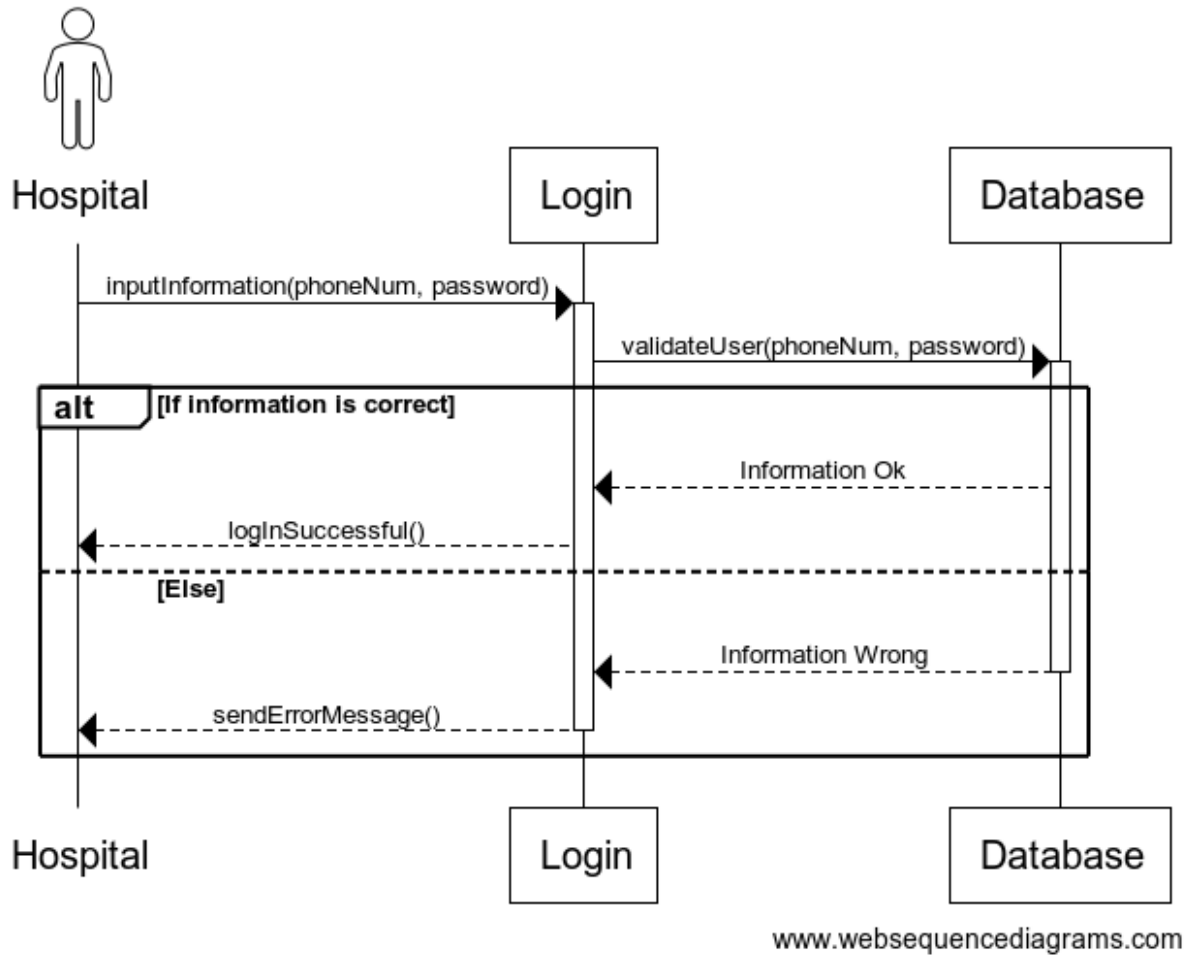 Hospital
Login
Database
inputInformation(phoneNum, password)
validateUser(phoneNum, password)
alt
[If information is correct]
Information Ok
logInSuccessful()
[Else]
Information Wrong
sendErrorMessage()
Hospital
Login
Database
www.websequencediagrams.com